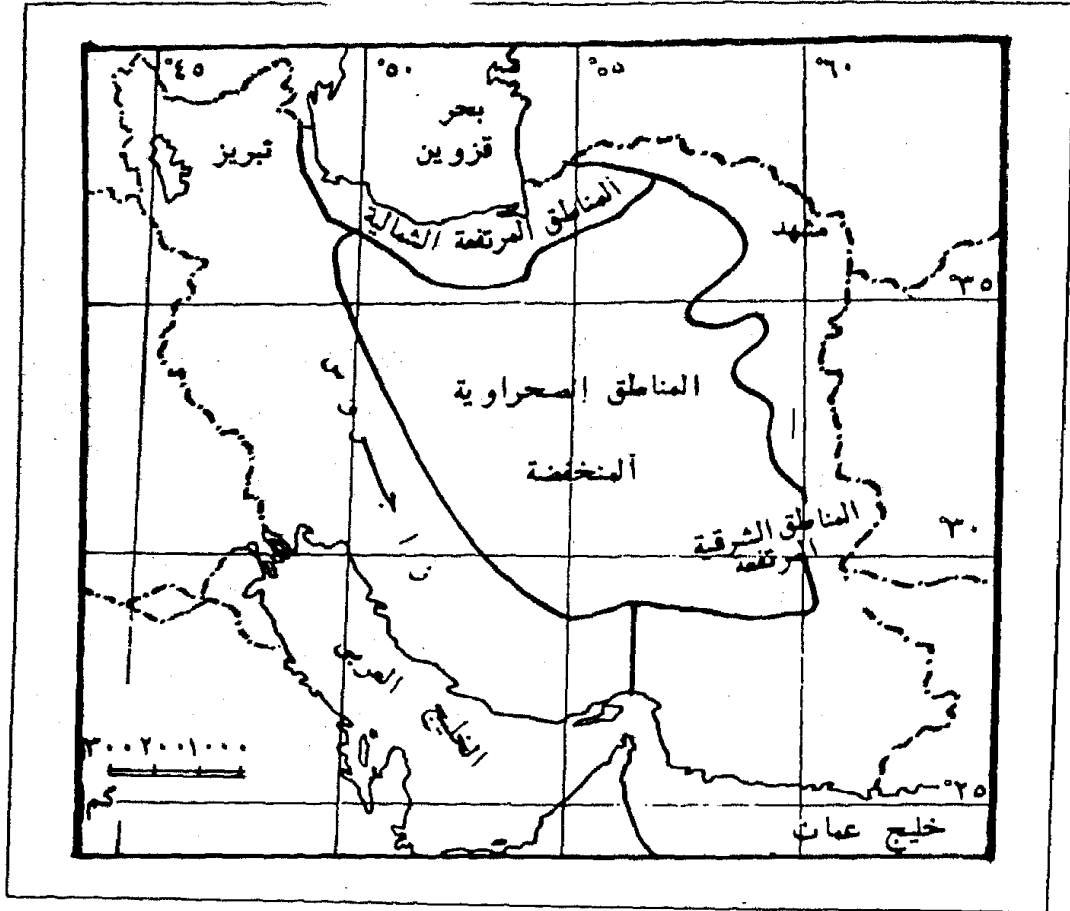 °٤٥
°٥٠
°٥٥
°٦٠
بحر
قزوين
تبريز
المناطق المرتفعة الشمالية
مشهد
°٣٥
المناطق الصحراوية
المنخفضة
المناطق الشرقية
المرتفعة
°٣٠
الخليج العربي
٣٠٠ ٢٠٠ ١٠٠ ٠
كم
°٢٥
خليج عمان